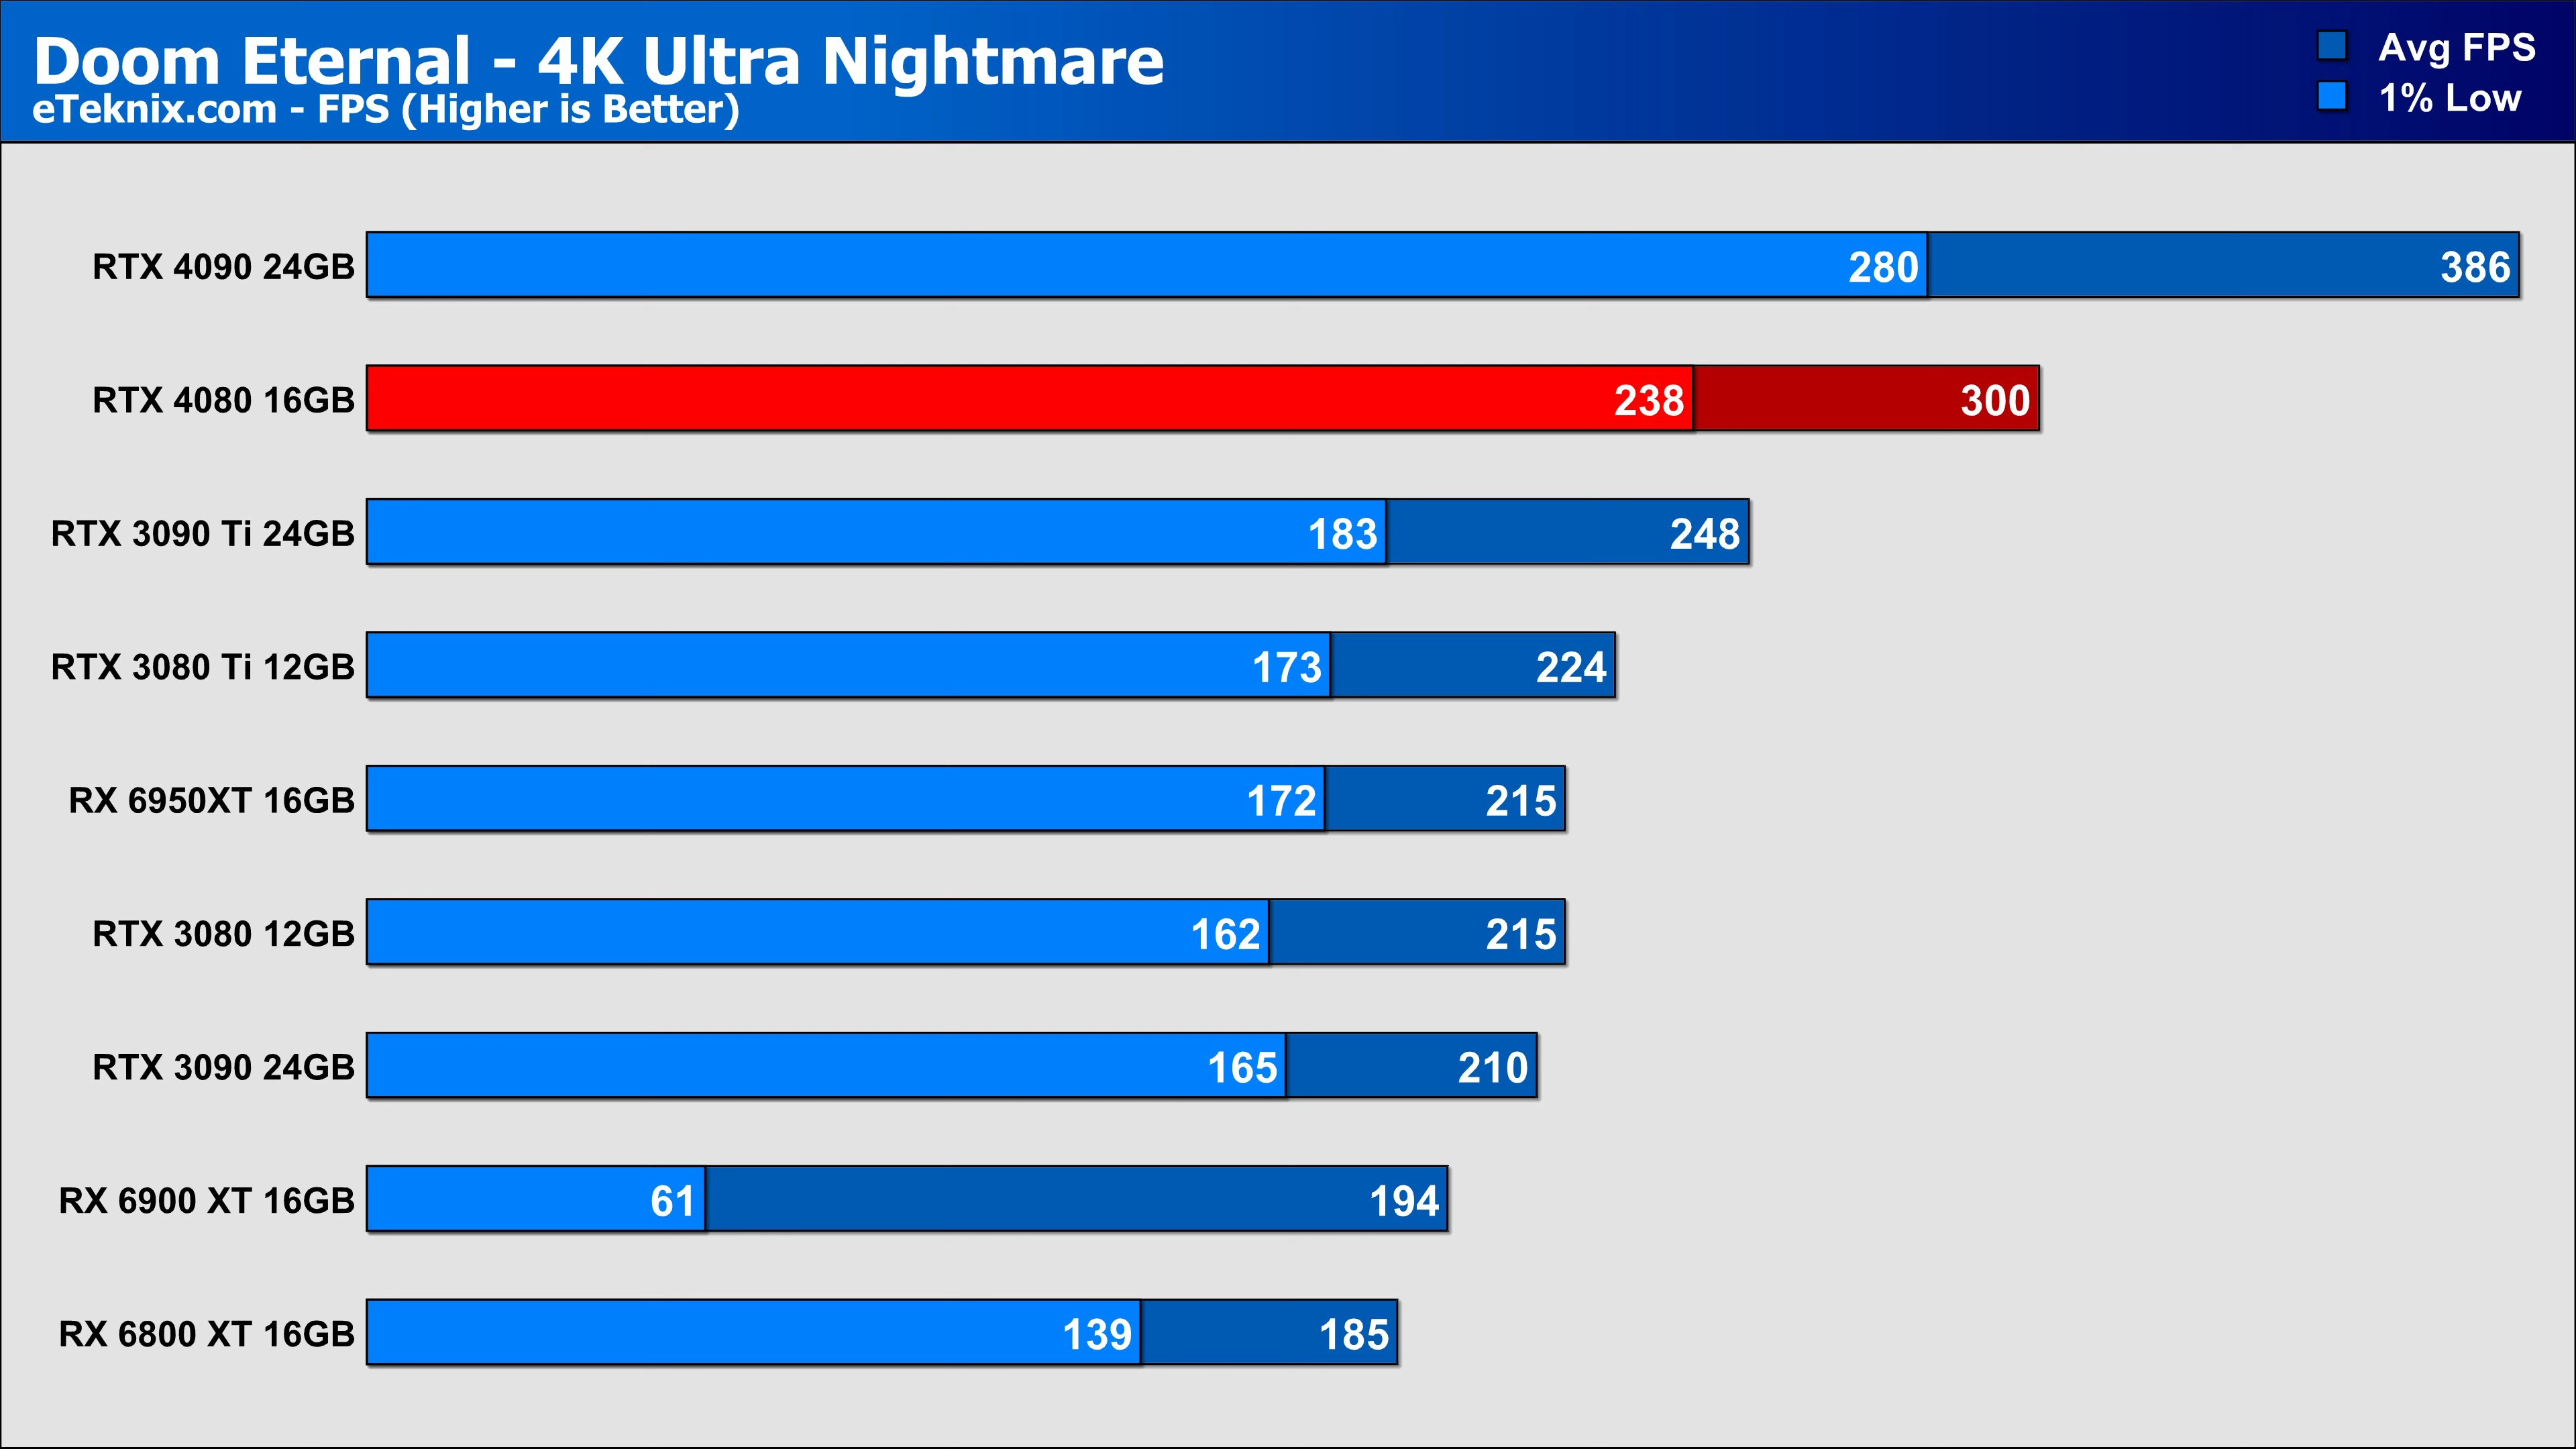 Doom Eternal - 4K Ultra Nightmare
eTeknix.com - FPS (Higher is Better)
Avg FPS
1% Low
RTX 4090 24GB 280 386
RTX 4080 16GB 238 300
RTX 3090 Ti 24GB 183 248
RTX 3080 Ti 12GB 173 224
RX 6950XT 16GB 172 215
RTX 3080 12GB 162 215
RTX 3090 24GB 165 210
RX 6900 XT 16GB 61 194
RX 6800 XT 16GB 139 185